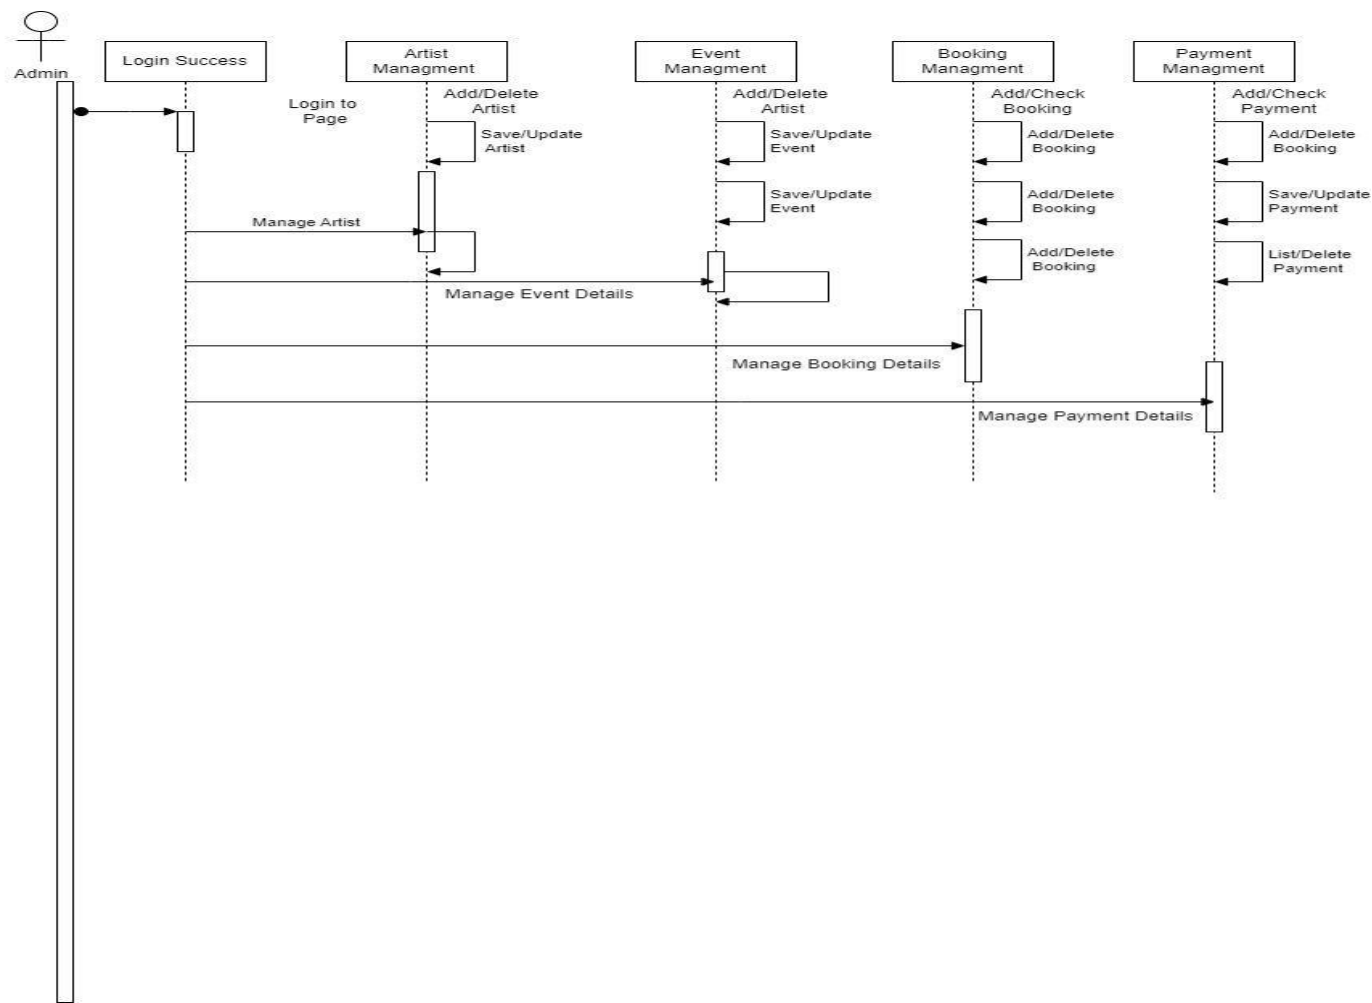 Admin
Login Success
Artist
Managment
Event
Managment
Booking
Managment
Payment
Managment
Login to
Page
Add/Delete
Artist
Add/Delete
Artist
Add/Check
Booking
Add/Check
Payment
Save/Update
Artist
Save/Update
Event
Add/Delete
Booking
Add/Delete
Booking
Save/Update
Event
Add/Delete
Booking
Save/Update
Payment
Manage Artist
Add/Delete
Booking
List/Delete
Payment
Manage Event Details
Manage Booking Details
Manage Payment Details